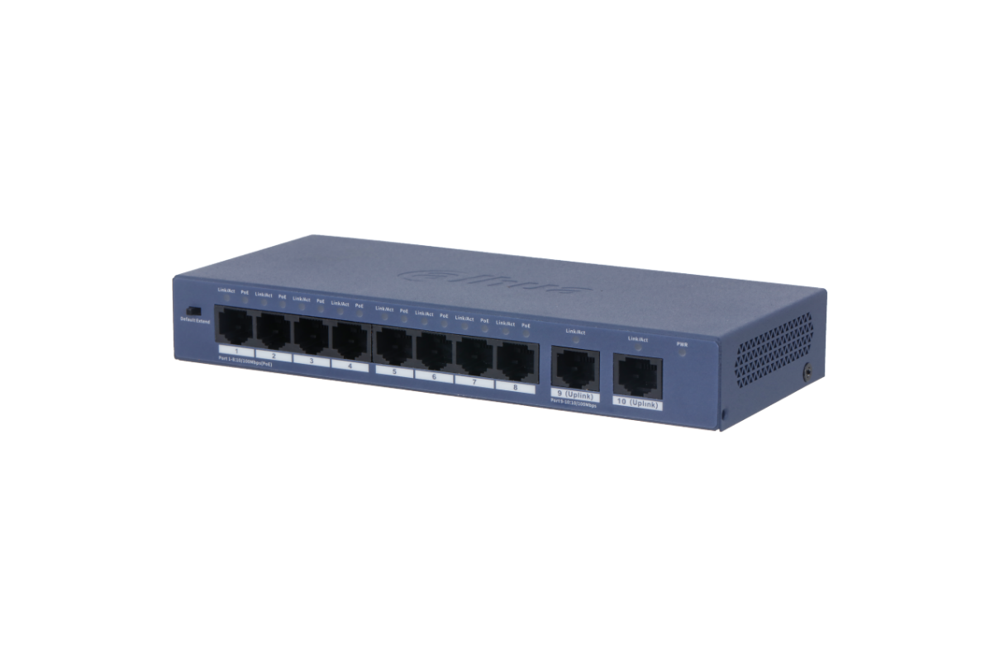 alhua
Link/Act PoE Link/Act PoE Link/Act PoE Link/Act PoE Link/Act PoE Link/Act PoE Link/Act PoE Link/Act PoE
Link/Act
Link/Act
PWR
Default Extend
1 2 3 4 5 6 7 8
Port 1-8:10/100Mbps(PoE)
9 (Uplink)
Port 9-10:10/100Mbps
10 (Uplink)